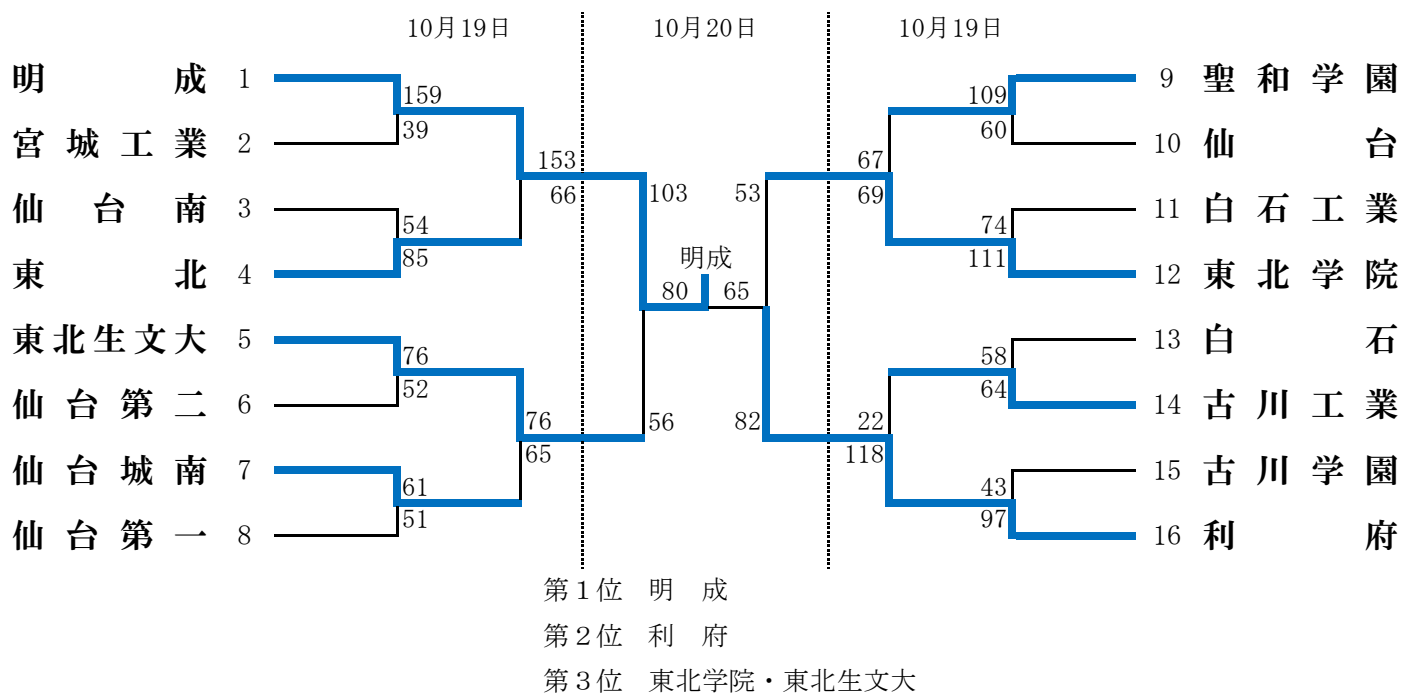 10月19日 10月20日 10月19日
明成 1 159 109 9 聖和学園
宮城工業 2 39 60 10 仙台
153 67
66 103 53 69
仙台南 3 54 74 11 白石工業
東北 4 85 111 12 東北学院
明成
80 65
東北生文大 5 76 58 13 白石
仙台第二 6 52 64 14 古川工業
76 56 82 22
65 118
仙台城南 7 61 43 15 古川学園
仙台第一 8 51 97 16 利府
第1位 明 成
第2位 利 府
第3位 東北学院・東北生文大